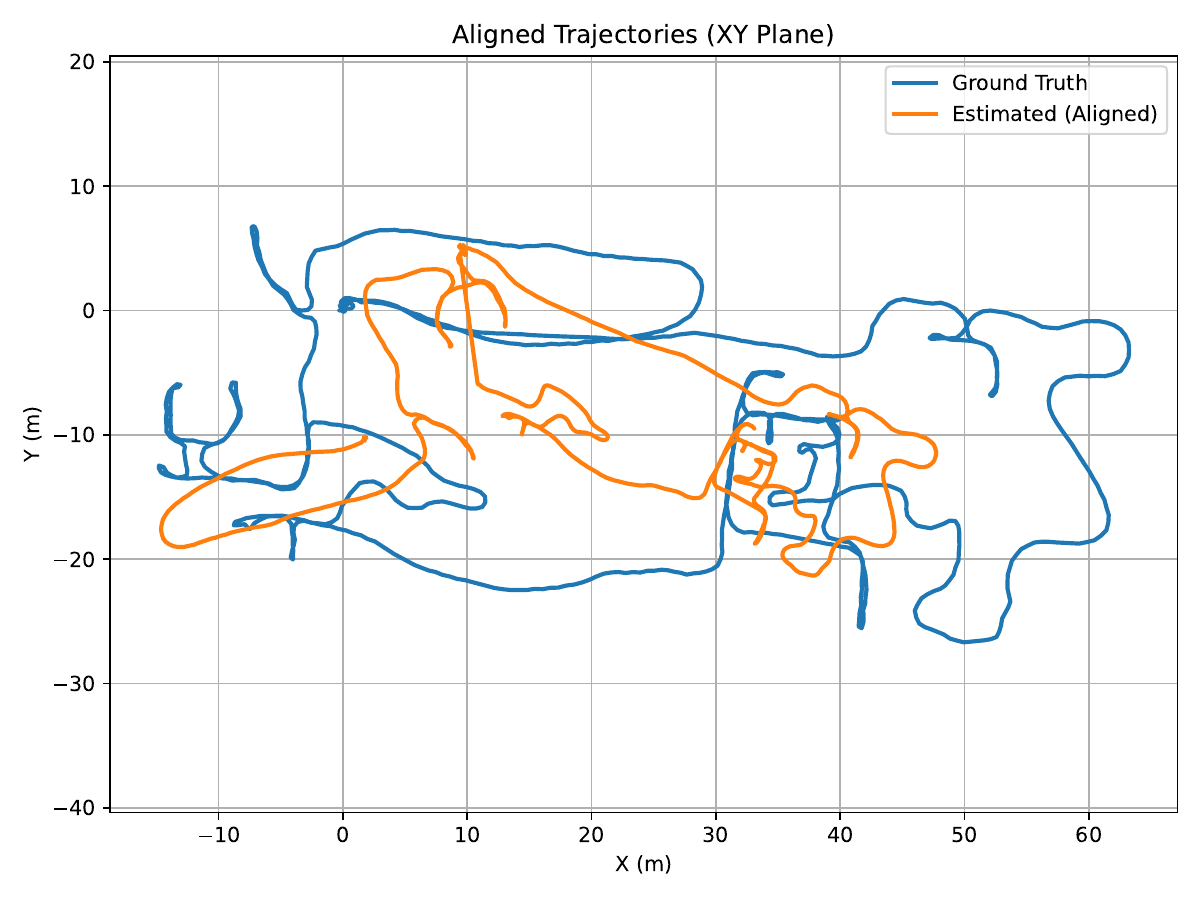 Aligned Trajectories (XY Plane)
Ground Truth
Estimated (Aligned)
20
10
0
−10
−20
−30
−40
Y (m)
−10 0 10 20 30 40 50 60
X (m)